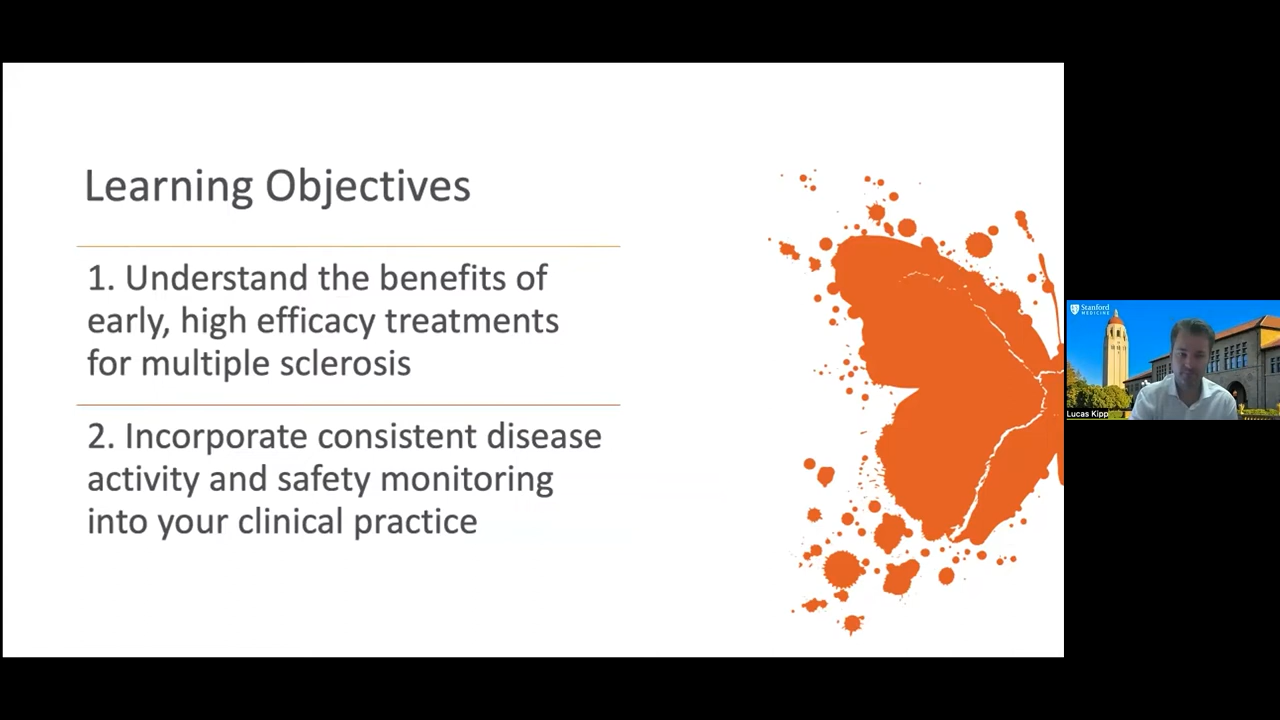 Learning Objectives
1. Understand the benefits of
early, high efficacy treatments
for multiple sclerosis
2. Incorporate consistent disease
activity and safety monitoring
into your clinical practice
Stanford
MEDICINE
Lucas Kipp